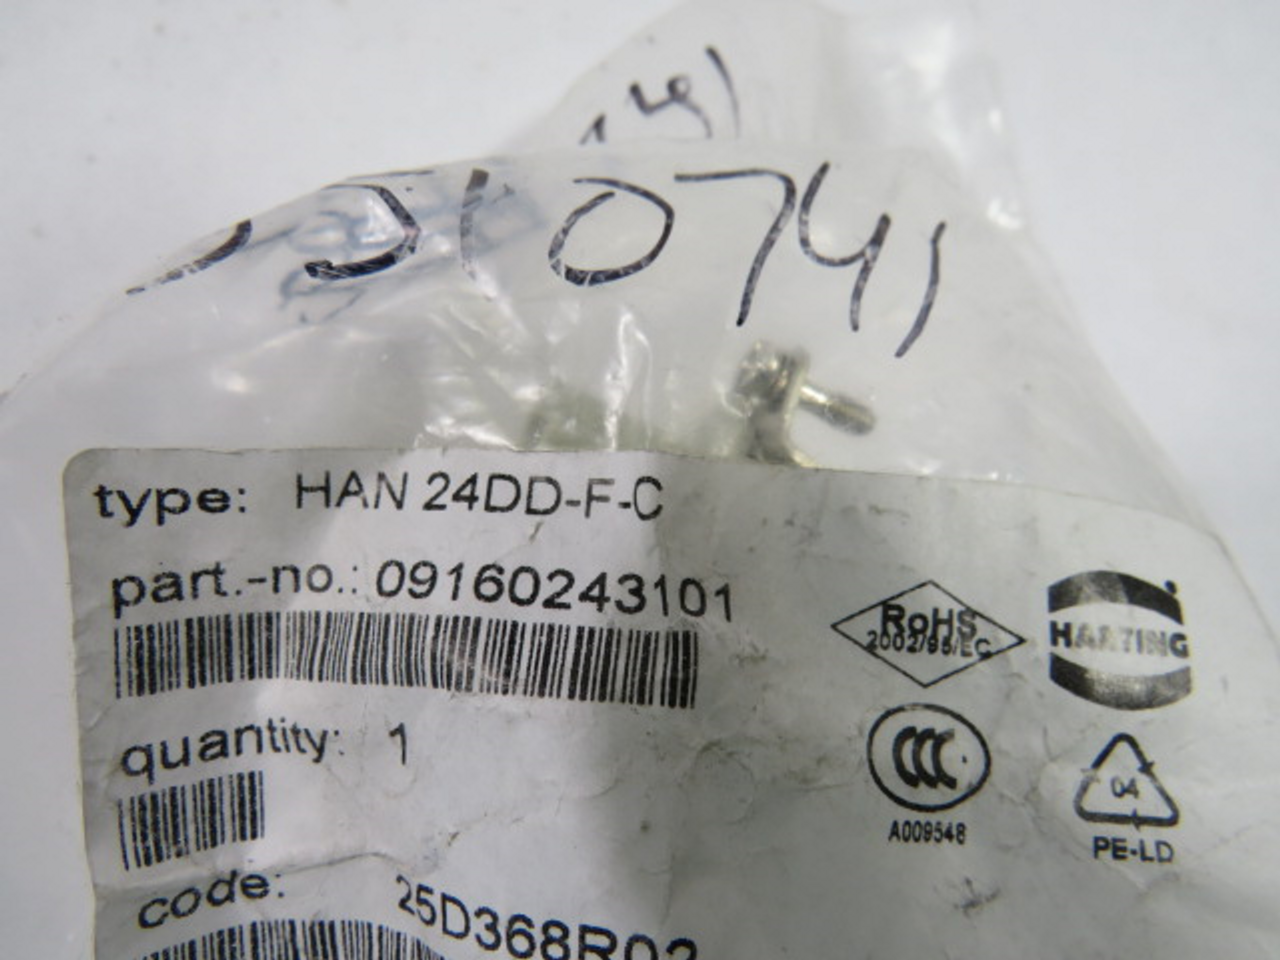 510741
type: HAN 24DD-F-C
part.-no.: 09160243101
RoHS
2002/95/EC
HARTING
quantity: 1
A009548
04
PE-LD
code: 25D368R02